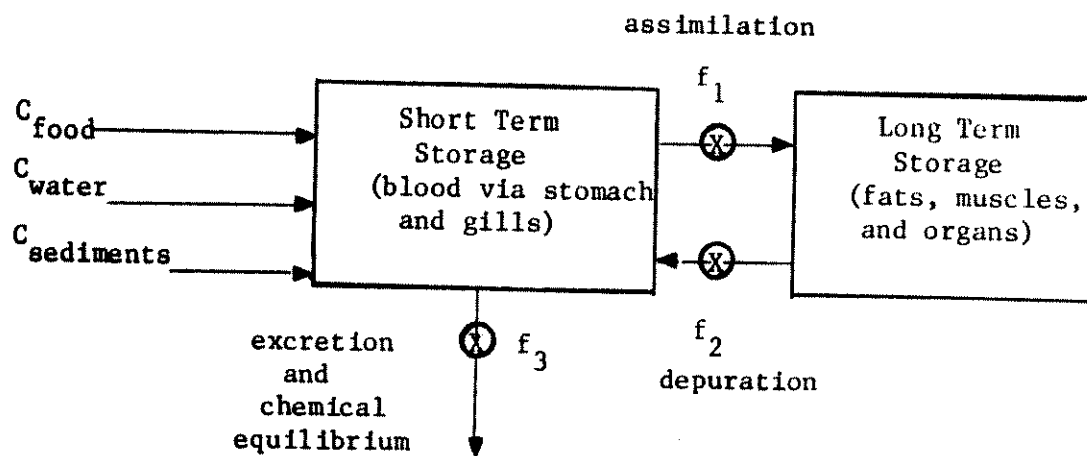 assimilation
f1
C food
C water
C sediments
Short Term
Storage
(blood via stomach
and gills)
X
Long Term
Storage
(fats, muscles,
and organs)
X
X
f3
f2
depuration
excretion
and
chemical
equilibrium